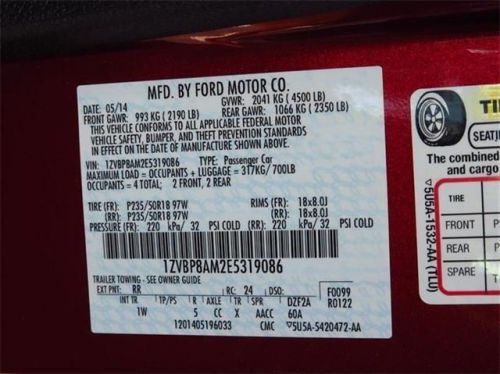 MFD. BY FORD MOTOR CO.
DATE: 05/14 GVWR: 2041 KG ( 4500 LB)
FRONT GAWR: 993 KG ( 2190 LB) REAR GAWR: 1066 KG ( 2350 LB)
THIS VEHICLE CONFORMS TO ALL APPLICABLE FEDERAL MOTOR
VEHICLE SAFETY, BUMPER, AND THEFT PREVENTION STANDARDS
IN EFFECT ON THE DATE OF MANUFACTURE SHOWN ABOVE.
VIN: 1ZVBP8AM2E5319086 TYPE: Passenger Car
MAXIMUM LOAD = OCCUPANTS + LUGGAGE = 317KG / 700LB
OCCUPANTS = 4 TOTAL; 2 FRONT, 2 REAR
TIRE (FR): P235/50R18 97W RIMS (FR): 18x8.0J
(RR): P235/50R18 97W (RR): 18x8.0J
PRESSURE (FR): 220 kPa/ 32 PSI COLD (RR): 220 kPa/ 32 PSI COLD
1ZVBP8AM2E5319086
TRAILER TOWING - SEE OWNER GUIDE
EXT PNT: RR RC: 24 DSO: F0099
INT TR TP/PS R AXLE TR SPR DZF2A R0122
1W 5 CC X AACC 60A
1201405196033 CMC ▽5U5A-5420472-AA
TI
SEATI
The combined
and cargo
TIRE
FRONT P
REAR P
SPARE T
▽5U5A-1532-AA (1LU)